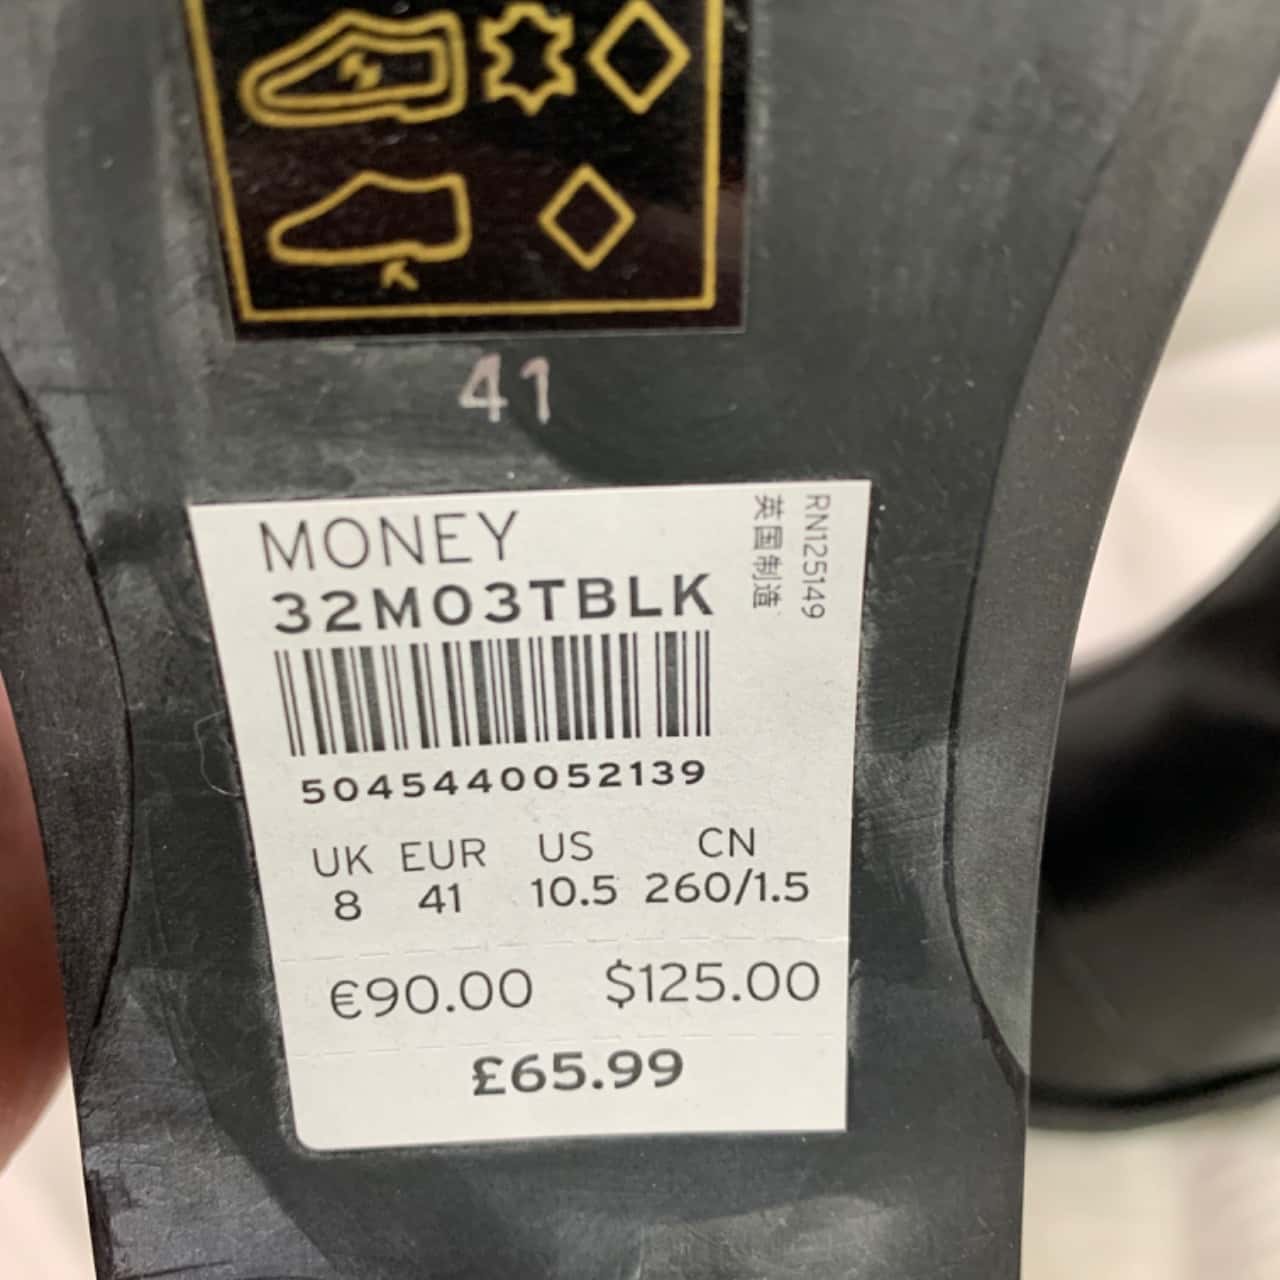 41
MONEY
32M03TBLK
5045440052139
UK EUR US CN
8 41 10.5 260/1.5
€90.00 $125.00
£65.99
RN125149
英国制造